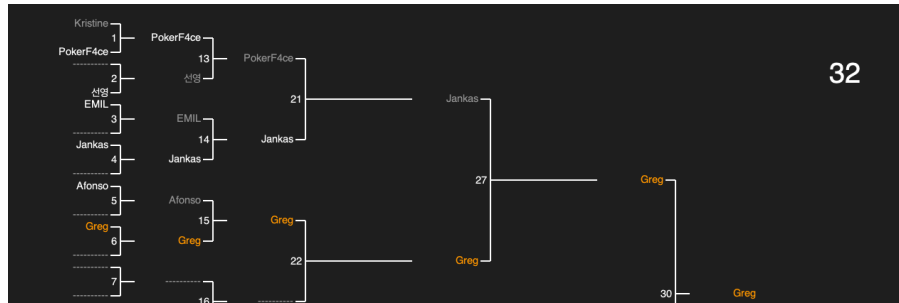 Kristine
1
PokerF4ce
PokerF4ce
13
선영
2
선영
PokerF4ce
21
Jankas
EMIL
3
EMIL
14
Jankas
Jankas
4
Jankas
27
Greg
Afonso
5
Afonso
15
Greg
Greg
6
Greg
22
7
16
Greg
30
Greg
32